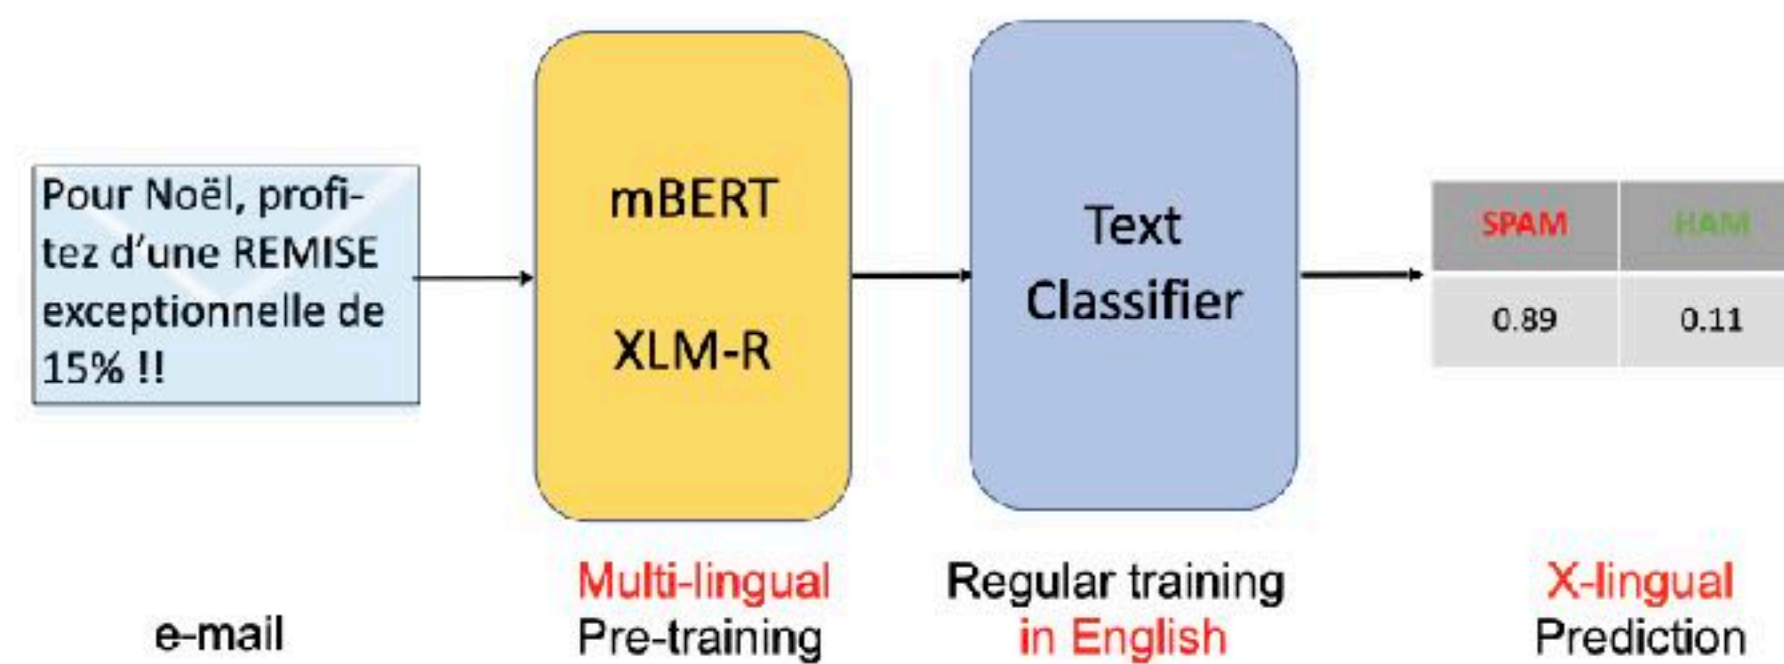 Pour Noël, profi-
tez d'une REMISE
exceptionnelle de
15% !!
mBERT
XLM-R
Text
Classifier
SPAM HAM
0.89 0.11
e-mail
Multi-lingual
Pre-training
Regular training
in English
X-lingual
Prediction